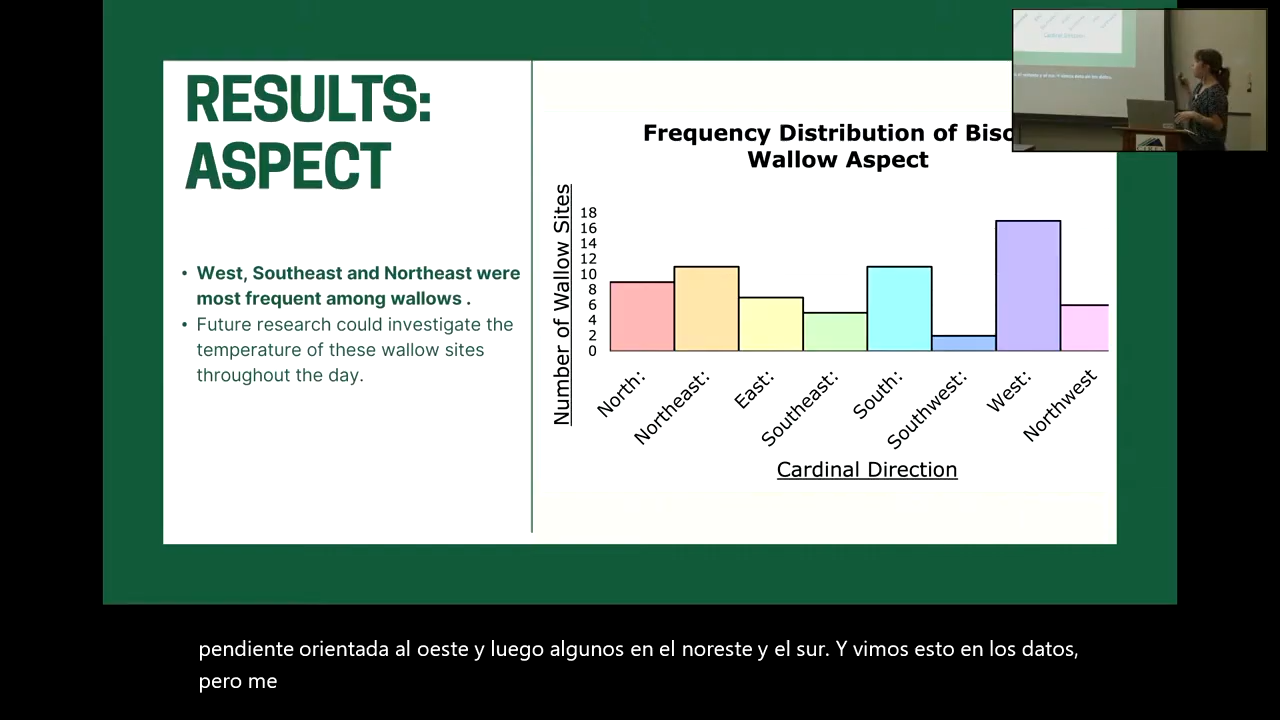 RESULTS:
ASPECT
• West, Southeast and Northeast were
most frequent among wallows .
• Future research could investigate the
temperature of these wallow sites
throughout the day.
Frequency Distribution of
Wallow Aspect
Number of Wallow Sites
18
16
14
12
10
8
6
4
2
0
North:
Northeast:
East:
Southeast:
South:
Southwest:
West:
Northwest
Cardinal Direction
pendiente orientada al oeste y luego algunos en el noreste y el sur. Y vimos esto en los datos,
pero me